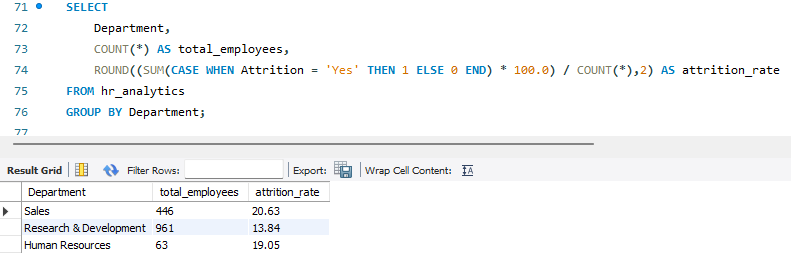 71 SELECT
72 Department,
73 COUNT(*) AS total_employees,
74 ROUND((SUM(CASE WHEN Attrition = 'Yes' THEN 1 ELSE 0 END) * 100.0) / COUNT(*),2) AS attrition_rate
75 FROM hr_analytics
76 GROUP BY Department;
77
Result Grid Filter Rows: Export: Wrap Cell Content: IA
Department total_employees attrition_rate
Sales 446 20.63
Research & Development 961 13.84
Human Resources 63 19.05